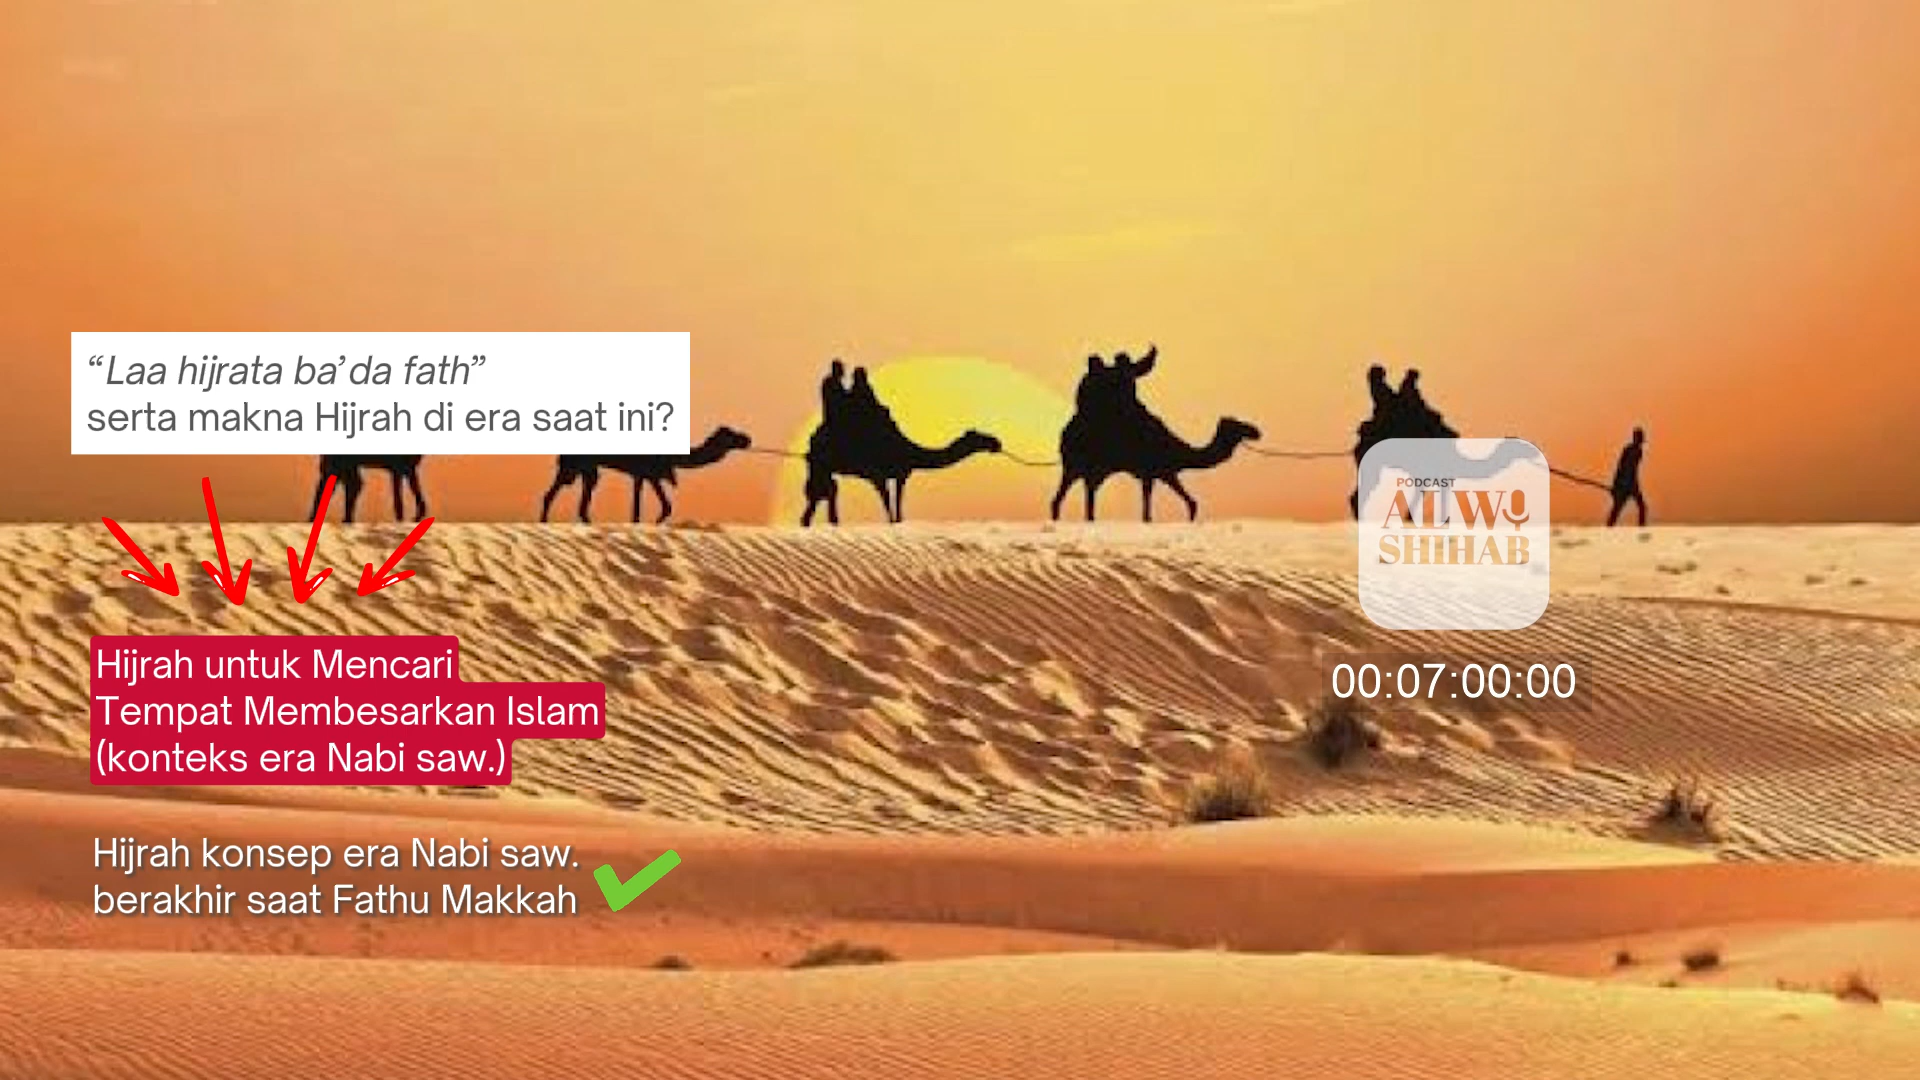 “Laa hijrata ba’da fath”
serta makna Hijrah di era saat ini?
PODCAST
ALWI
SHIHAB
00:07:00:00
Hijrah untuk Mencari
Tempat Membesarkan Islam
(konteks era Nabi saw.)
Hijrah konsep era Nabi saw.
berakhir saat Fathu Makkah